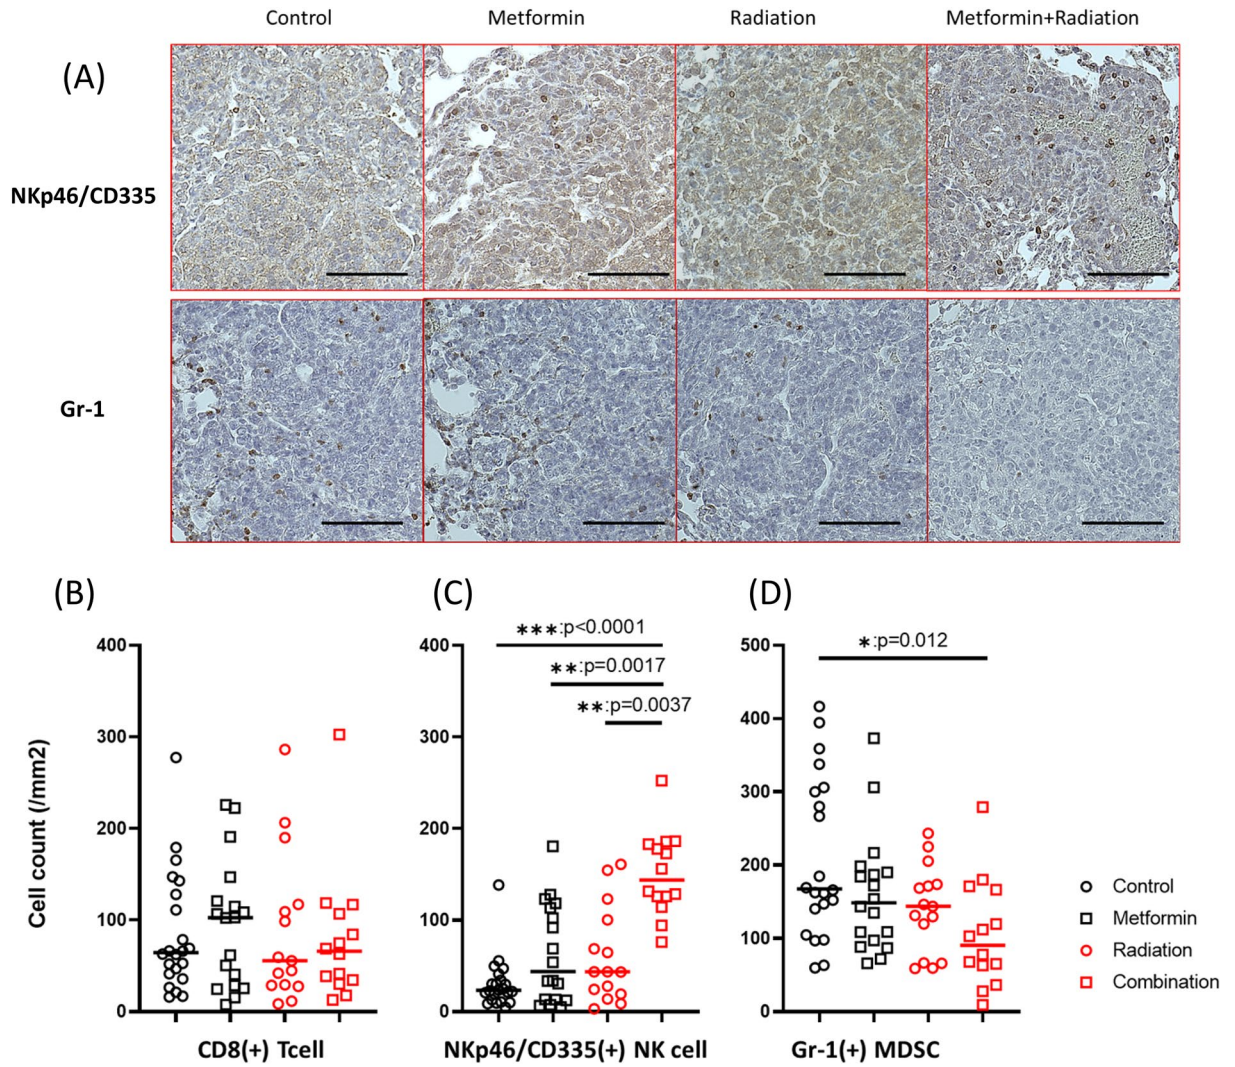 Control Metformin Radiation Metformin+Radiation
(A)
NKp46/CD335
Gr-1
(B) (C) (D)
Cell count (/mm2)
400
300
200
100
0
CD8(+) Tcell
400
300
200
100
0
***:p<0.0001
**:p=0.0017
**:p=0.0037
NKp46/CD335(+) NK cell
500
400
300
200
100
0
*:p=0.012
Gr-1(+) MDSC
Control
Metformin
Radiation
Combination